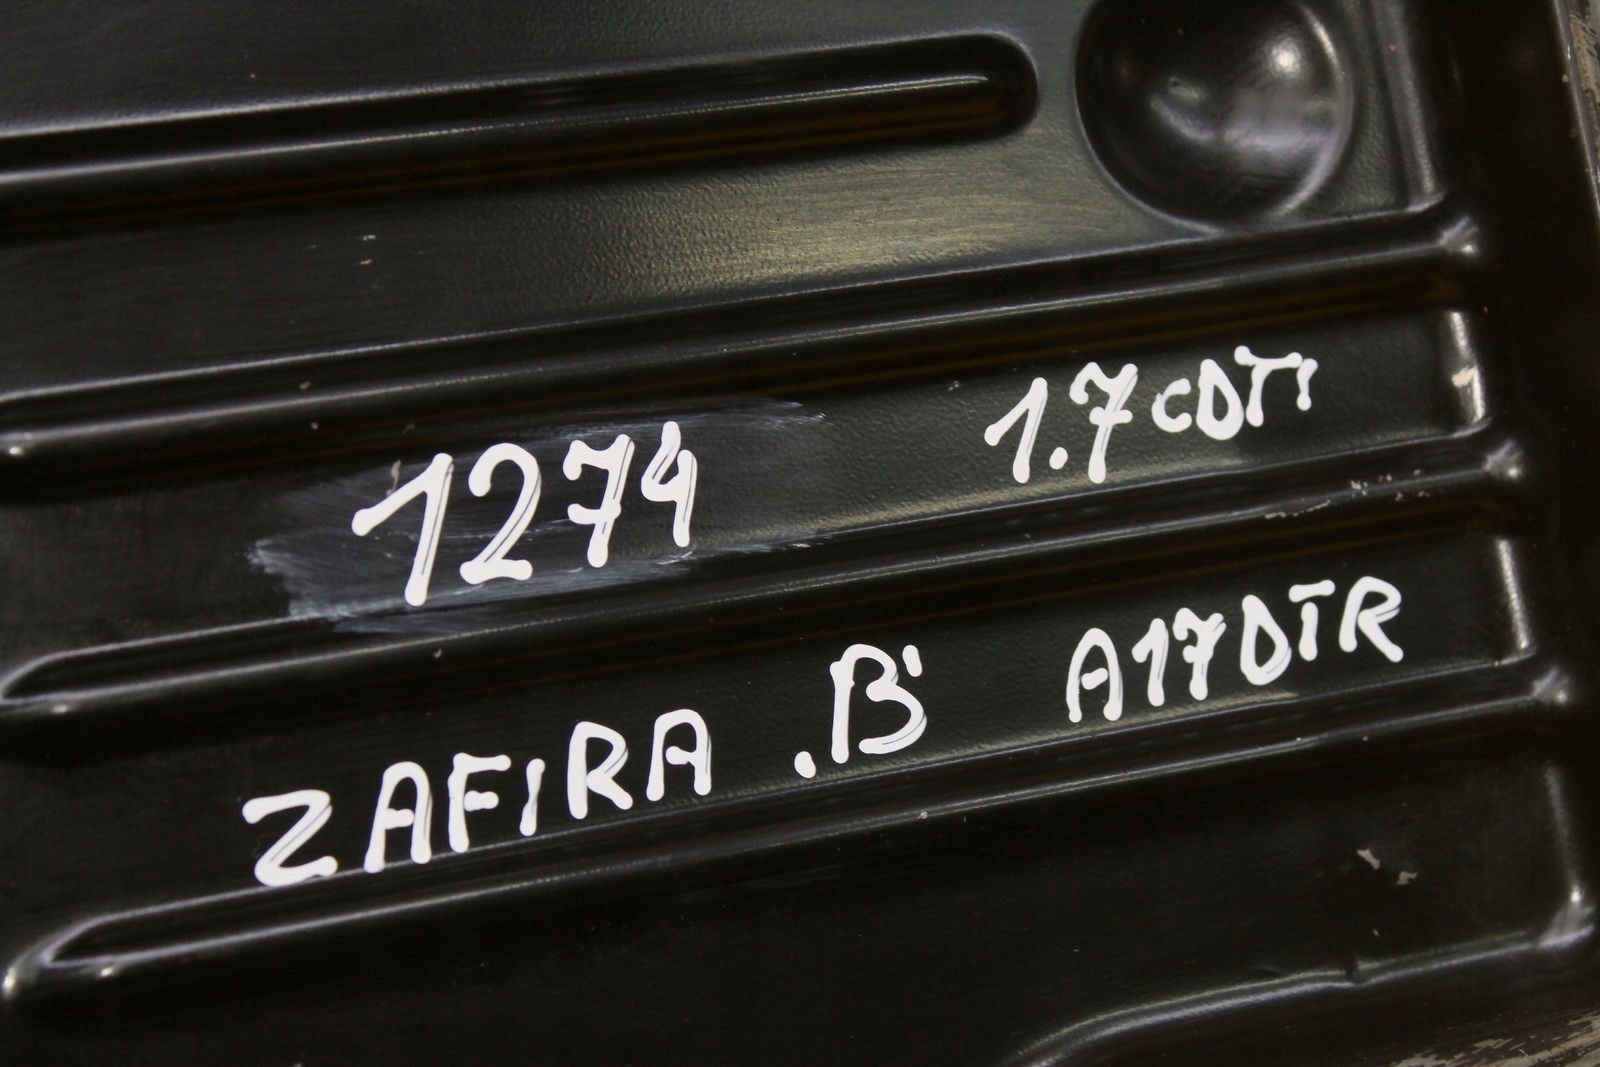 1274 1.7 CDTI
ZAFIRA .B' A17DTR